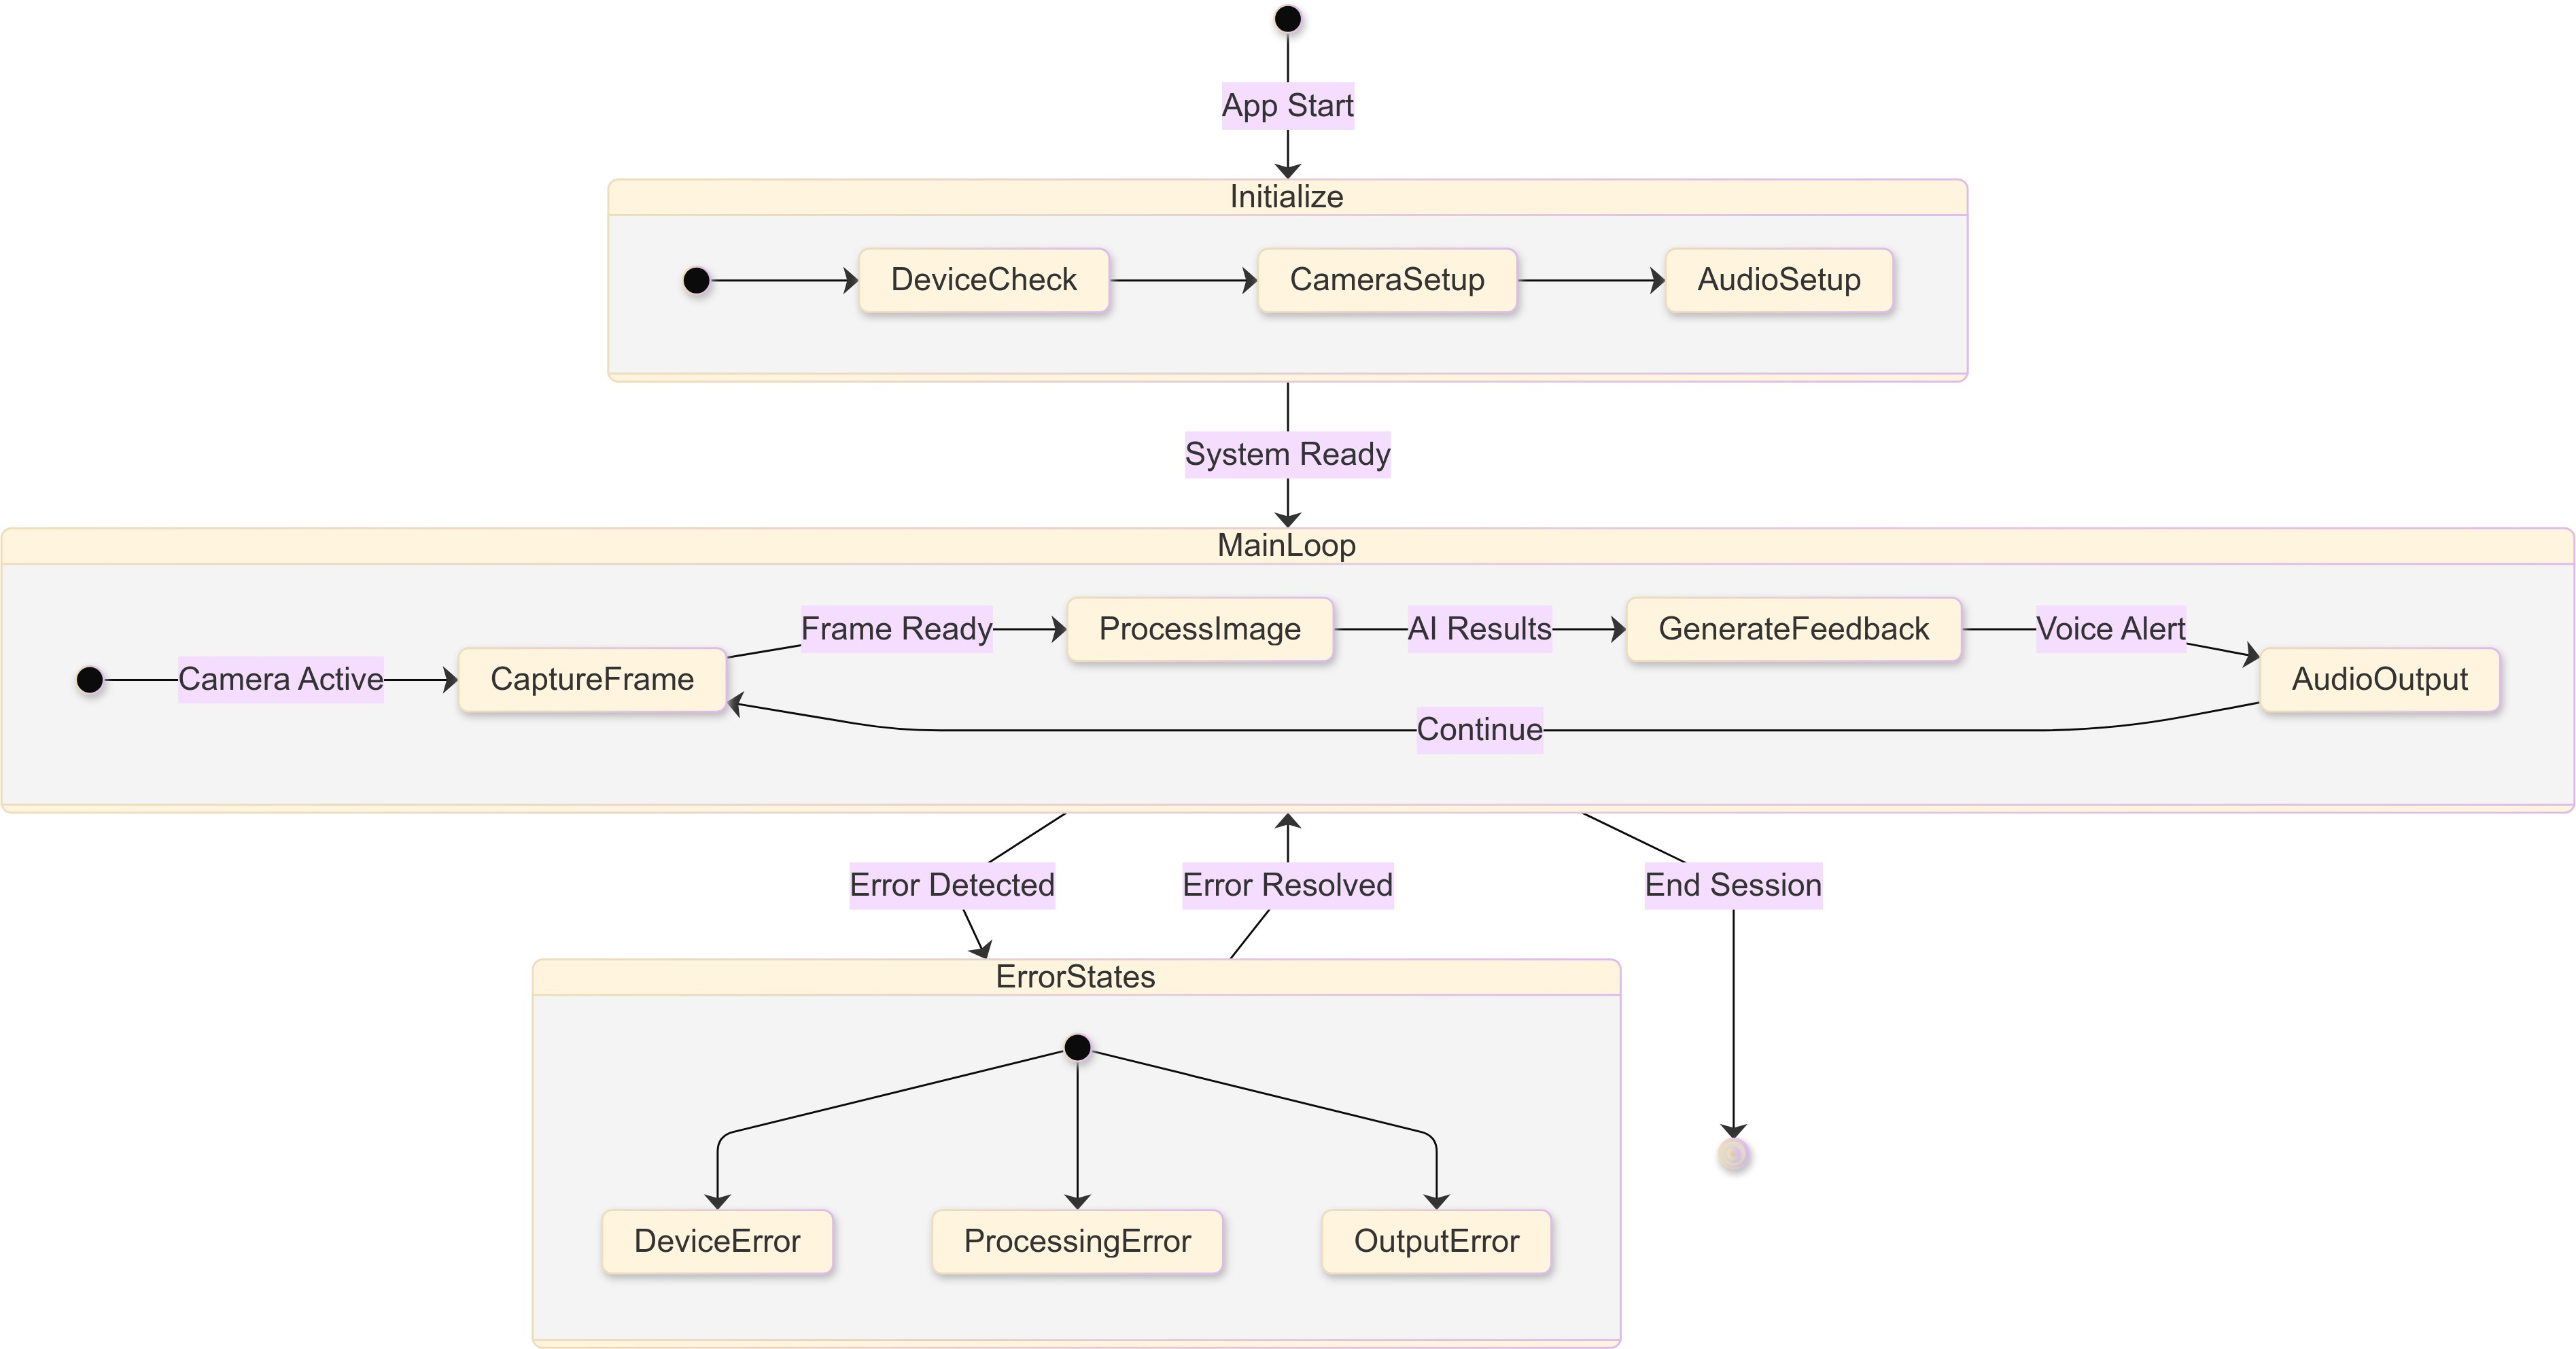 App Start
Initialize
DeviceCheck
CameraSetup
AudioSetup
System Ready
MainLoop
Camera Active
CaptureFrame
Frame Ready
ProcessImage
AI Results
GenerateFeedback
Voice Alert
AudioOutput
Continue
Error Detected
Error Resolved
End Session
ErrorStates
DeviceError
ProcessingError
OutputError